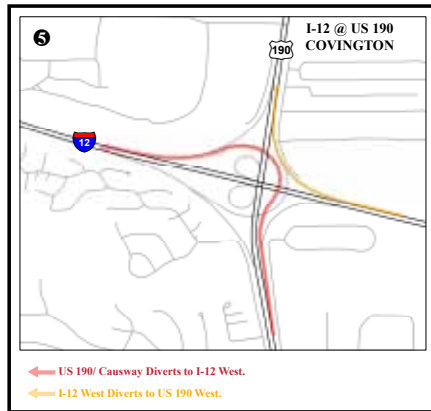 ❺
I-12 @ US 190
COVINGTON
190
12
US 190/ Causway Diverts to I-12 West.
I-12 West Diverts to US 190 West.